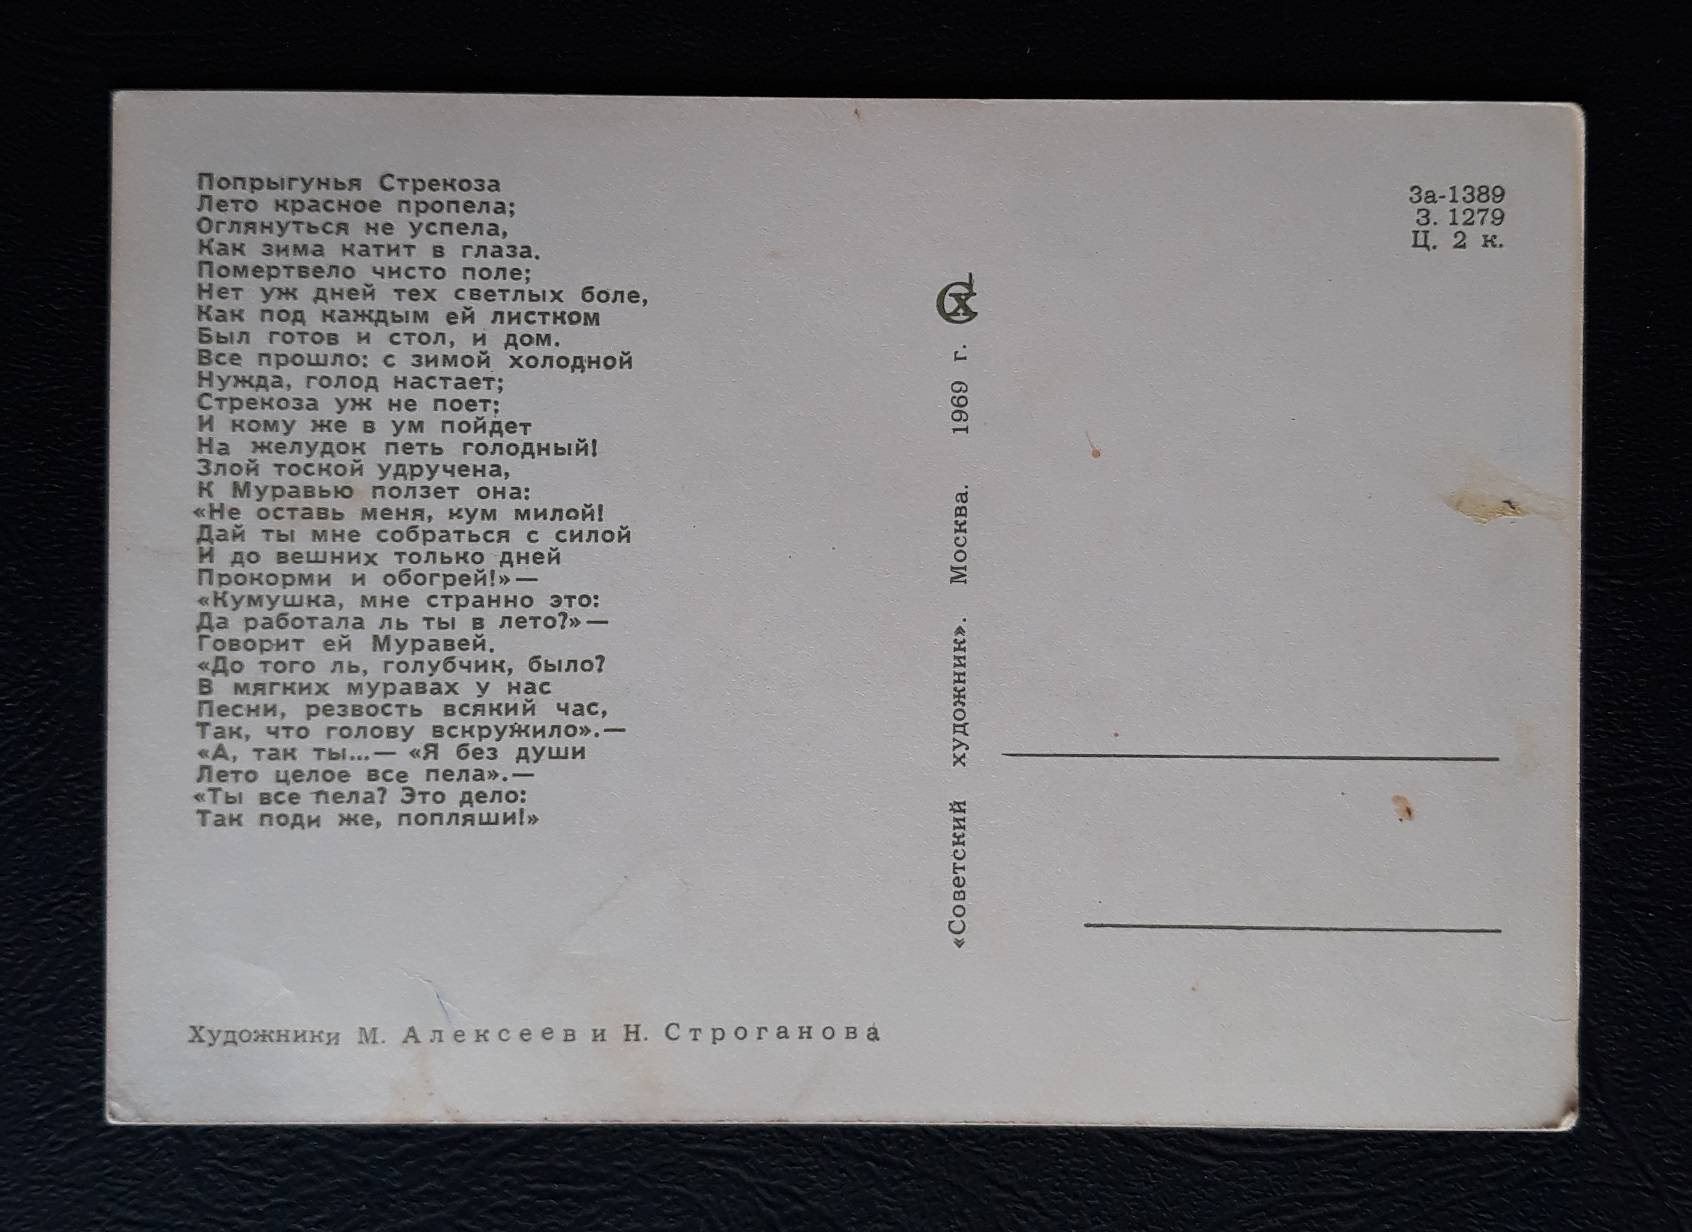 Попрыгунья Стрекоза
Лето красное пропела;
Оглянуться не успела,
Как зима катит в глаза.
Помертвело чисто поле;
Нет уж дней тех светлых боле,
Как под каждым ей листком
Был готов и стол, и дом.
Все прошло: с зимой холодной
Нужда, голод настает;
Стрекоза уж не поет;
И кому же в ум пойдет
На желудок петь голодный!
Злой тоской удручена,
К Муравью ползет она:
«Не оставь меня, кум милой!
Дай ты мне собраться с силой
И до вешних только дней
Прокорми и обогрей!»—
«Кумушка, мне странно это:
Да работала ль ты в лето?»—
Говорит ей Муравей.
«До того ль, голубчик, было?
В мягких муравах у нас
Песни, резвость всякий час,
Так, что голову вскружило».—
«А, так ты...— «Я без души
Лето целое все пела».—
«Ты все пела? Это дело:
Так поди же, попляши!»
Художники М. Алексеев и Н. Строганова
«Советский художник». Москва. 1969 г.
СХ
За-1389
З. 1279
Ц. 2 к.